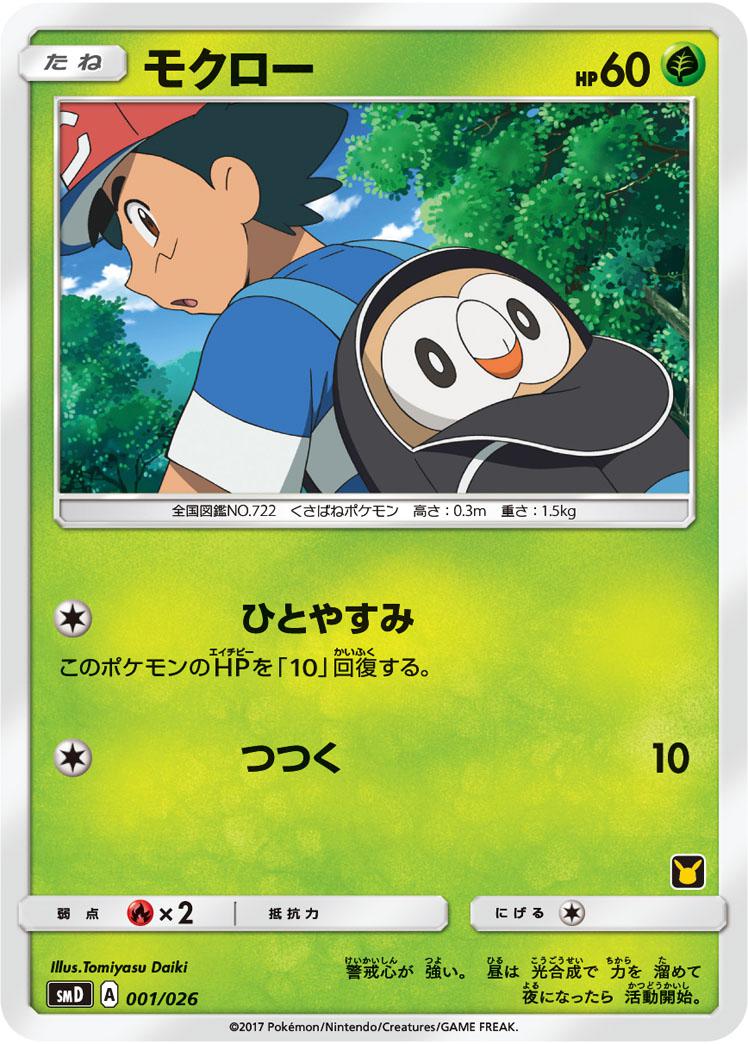 たね モクロー HP60
全国図鑑NO.722 くさばねポケモン 高さ：0.3m 重さ：1.5kg
ひとやすみ
エイチピー かいふく
このポケモンのHPを「10」回復する。
つつく 10
弱点 ×2 抵抗力 にげる
Illus.Tomiyasu Daiki
けいかいしん つよ ひる こうごうせい ちから た
警戒心が 強い。 昼は 光合成で 力を 溜めて
よる かつどうかいし
夜になったら 活動開始。
SMD A 001/026
©2017 Pokémon/Nintendo/Creatures/GAME FREAK.